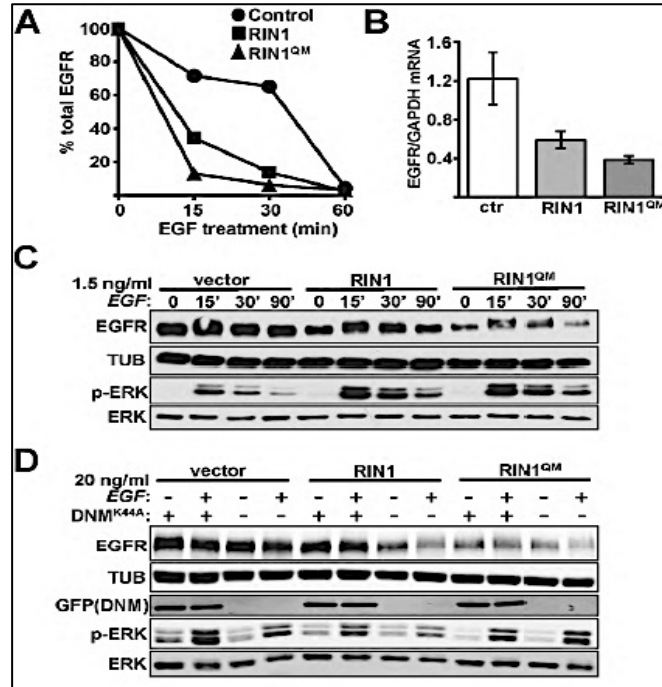 A
Control
RIN1
RIN1QM
% total EGFR
100
80
60
40
20
0
0 15 30 60
EGF treatment (min)
B
EGFR/GAPDH mRNA
1.6
1.2
0.8
0.4
ctr RIN1 RIN1QM
C
1.5 ng/ml vector RIN1 RIN1QM
EGF: 0 15' 30' 90' 0 15' 30' 90' 0 15' 30' 90'
EGFR
TUB
p-ERK
ERK
D
20 ng/ml vector RIN1 RIN1QM
EGF: - + - + - + - + - + - +
DNMK44A: + + - - + + - - + + - -
EGFR
TUB
GFP(DNM)
p-ERK
ERK